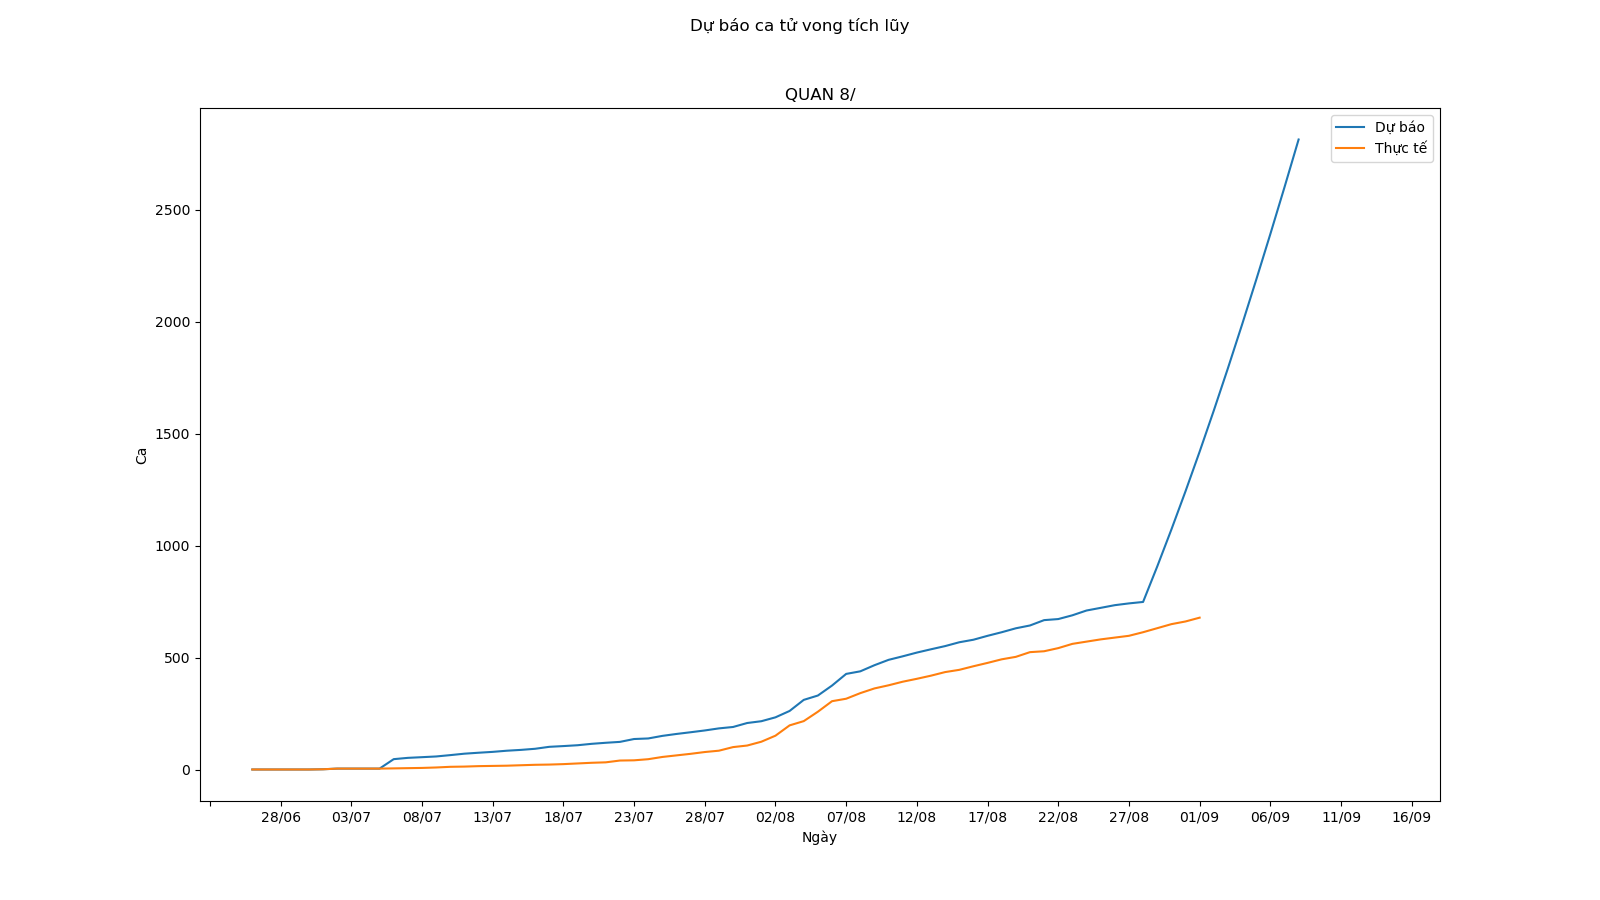 Dự báo ca tử vong tích lũy
QUAN 8/
Dự báo
Thực tế
2500
2000
1500
1000
500
0
Ca
28/06 03/07 08/07 13/07 18/07 23/07 28/07 02/08 07/08 12/08 17/08 22/08 27/08 01/09 06/09 11/09 16/09
Ngày